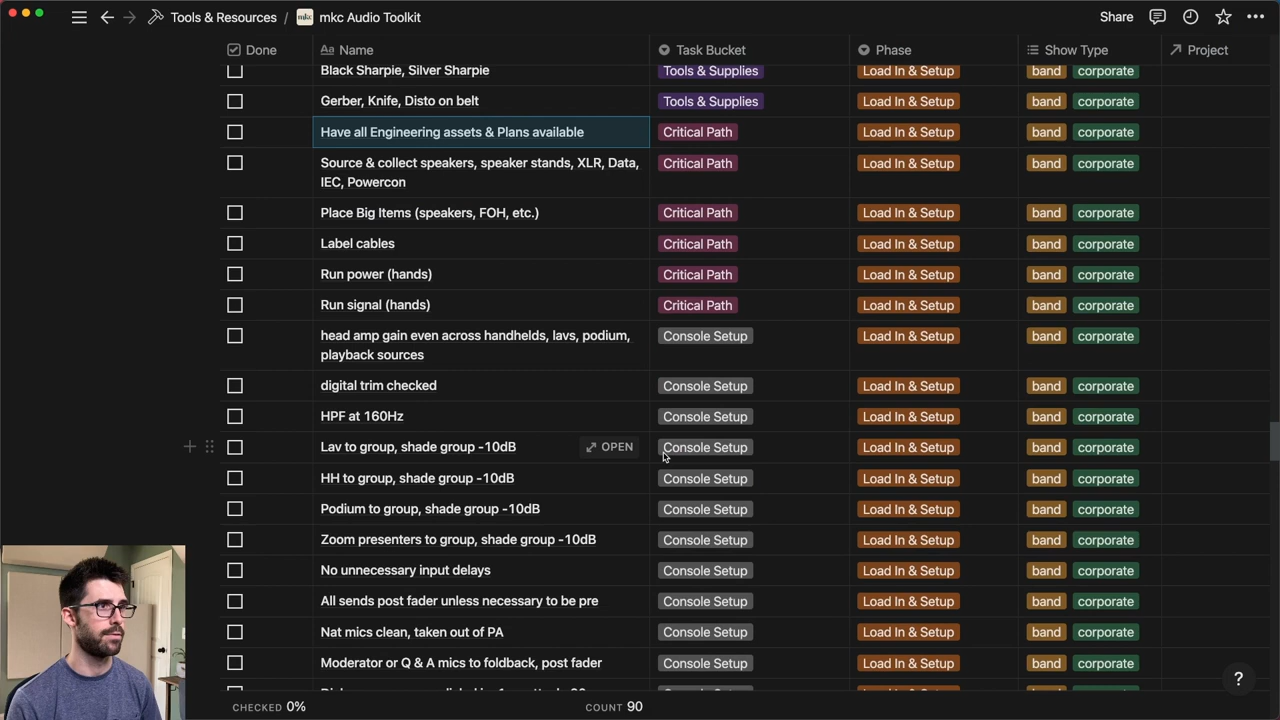 Tools & Resources / mkc mkc Audio Toolkit Share
Done Aa Name Task Bucket Phase Show Type Project
Black Sharpie, Silver Sharpie Tools & Supplies Load In & Setup band corporate
Gerber, Knife, Disto on belt Tools & Supplies Load In & Setup band corporate
Have all Engineering assets & Plans available Critical Path Load In & Setup band corporate
Source & collect speakers, speaker stands, XLR, Data, Critical Path Load In & Setup band corporate
IEC, Powercon
Place Big Items (speakers, FOH, etc.) Critical Path Load In & Setup band corporate
Label cables Critical Path Load In & Setup band corporate
Run power (hands) Critical Path Load In & Setup band corporate
Run signal (hands) Critical Path Load In & Setup band corporate
head amp gain even across handhelds, lavs, podium, Console Setup Load In & Setup band corporate
playback sources
digital trim checked Console Setup Load In & Setup band corporate
HPF at 160Hz Console Setup Load In & Setup band corporate
Lav to group, shade group -10dB OPEN Console Setup Load In & Setup band corporate
HH to group, shade group -10dB Console Setup Load In & Setup band corporate
Podium to group, shade group -10dB Console Setup Load In & Setup band corporate
Zoom presenters to group, shade group -10dB Console Setup Load In & Setup band corporate
No unnecessary input delays Console Setup Load In & Setup band corporate
All sends post fader unless necessary to be pre Console Setup Load In & Setup band corporate
Nat mics clean, taken out of PA Console Setup Load In & Setup band corporate
Moderator or Q & A mics to foldback, post fader Console Setup Load In & Setup band corporate
CHECKED 0% COUNT 90 ?